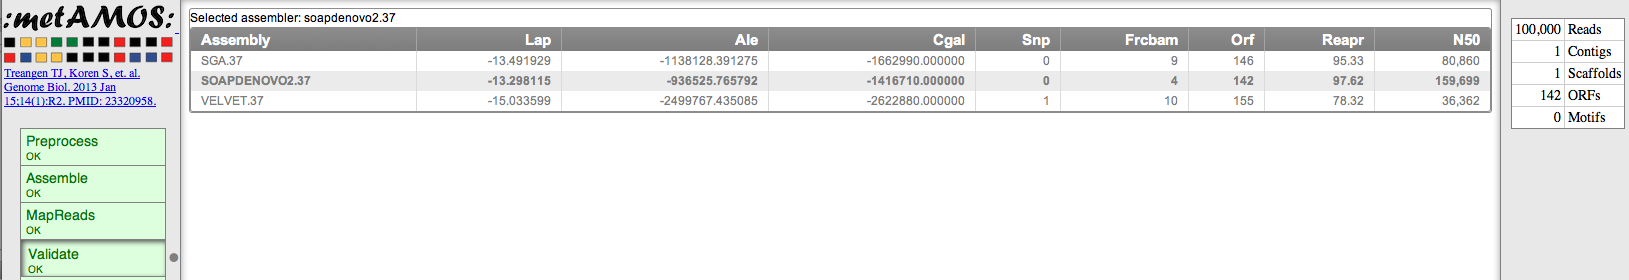 :metAMOS:
Treangen TJ, Koren S, et. al.
Genome Biol. 2013 Jan
15;14(1):R2. PMID: 23320958.
Preprocess
OK
Assemble
OK
MapReads
OK
Validate
OK
Selected assembler: soapdenovo2.37
Assembly Lap Ale Cgal Snp Frcbam Orf Reapr N50
SGA.37 -13.491929 -1138128.391275 -1662990.000000 0 9 146 95.33 80,860
SOAPDENOVO2.37 -13.298115 -936525.765792 -1416710.000000 0 4 142 97.62 159,699
VELVET.37 -15.033599 -2499767.435085 -2622880.000000 1 10 155 78.32 36,362
100,000 Reads
1 Contigs
1 Scaffolds
142 ORFs
0 Motifs